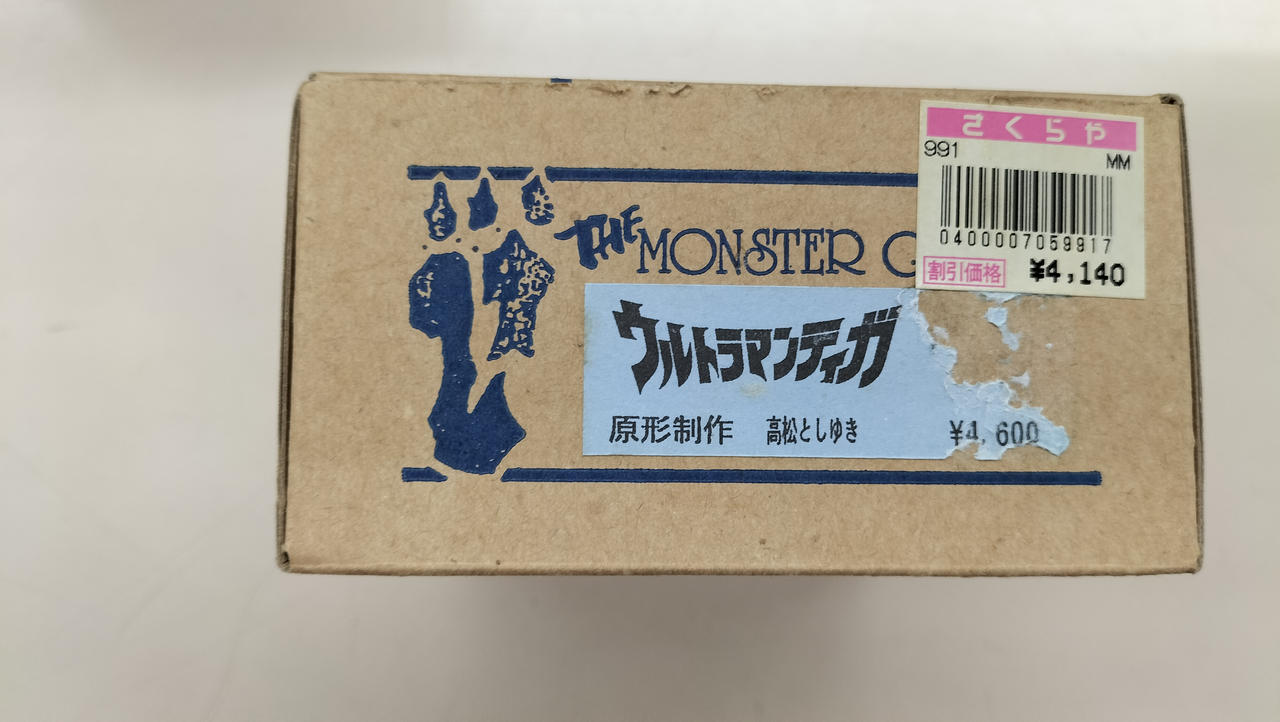 さくらや
991 MM
0400007059917
割引価格 ¥4,140
THE MONSTER G
ウルトラマンティガ
原形制作 高松としゆき ¥4,600